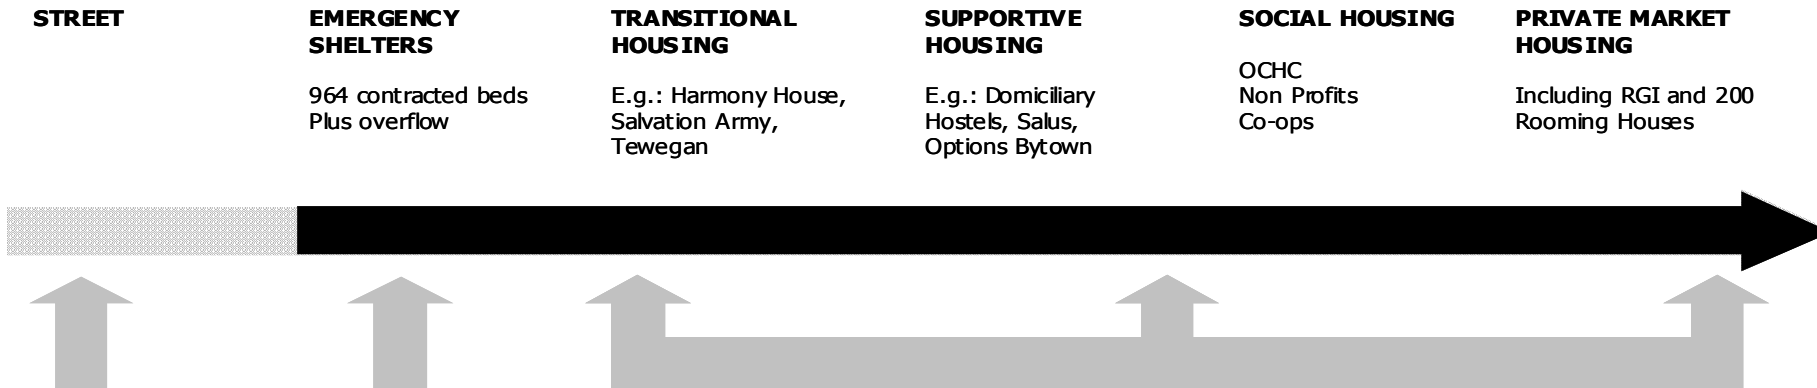 STREET
EMERGENCY
SHELTERS
964 contracted beds
Plus overflow
TRANSITIONAL
HOUSING
E.g.: Harmony House,
Salvation Army,
Tewegan
SUPPORTIVE
HOUSING
E.g.: Domiciliary
Hostels, Salus,
Options Bytown
SOCIAL HOUSING
OCHC
Non Profits
Co-ops
PRIVATE MARKET
HOUSING
Including RGI and 200
Rooming Houses